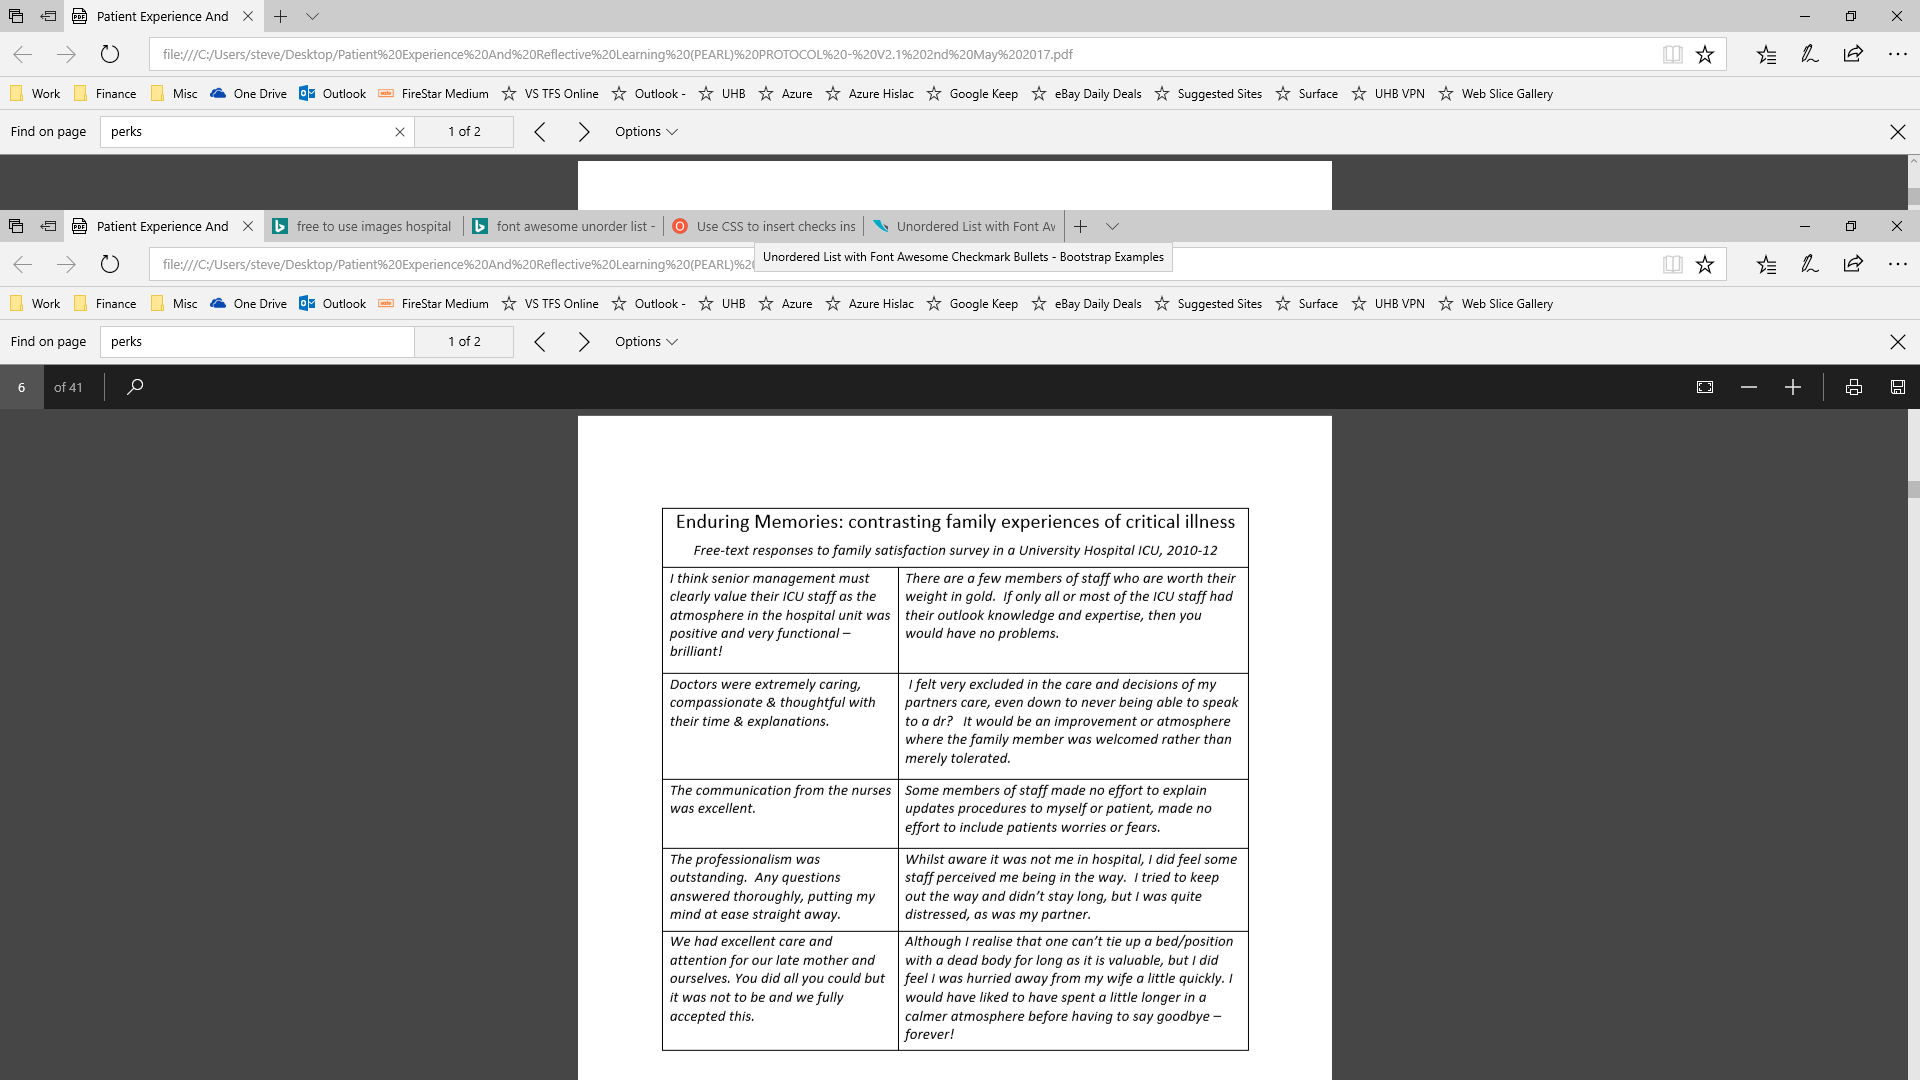 Patient Experience And
file:///C:/Users/steve/Desktop/Patient%20Experience%20And%20Reflective%20Learning%20(PEARL)%20PROTOCOL%20-%20V2.1%202nd%20May%202017.pdf
Work Finance Misc One Drive Outlook FireStar Medium VS TFS Online Outlook - UHB Azure Azure Hislac Google Keep eBay Daily Deals Suggested Sites Surface UHB VPN Web Slice Gallery
Find on page perks 1 of 2 Options
Patient Experience And free to use images hospital font awesome unorder list - Use CSS to insert checks ins Unordered List with Font Aw
file:///C:/Users/steve/Desktop/Patient%20Experience%20And%20Reflective%20Learning%20(PEARL)%20
Unordered List with Font Awesome Checkmark Bullets - Bootstrap Examples
Work Finance Misc One Drive Outlook FireStar Medium VS TFS Online Outlook - UHB Azure Azure Hislac Google Keep eBay Daily Deals Suggested Sites Surface UHB VPN Web Slice Gallery
Find on page perks 1 of 2 Options
6 of 41
Enduring Memories: contrasting family experiences of critical illness
Free-text responses to family satisfaction survey in a University Hospital ICU, 2010-12
I think senior management must
clearly value their ICU staff as the
atmosphere in the hospital unit was
positive and very functional –
brilliant!
There are a few members of staff who are worth their
weight in gold. If only all or most of the ICU staff had
their outlook knowledge and expertise, then you
would have no problems.
Doctors were extremely caring,
compassionate & thoughtful with
their time & explanations.
I felt very excluded in the care and decisions of my
partners care, even down to never being able to speak
to a dr? It would be an improvement or atmosphere
where the family member was welcomed rather than
merely tolerated.
The communication from the nurses
was excellent.
Some members of staff made no effort to explain
updates procedures to myself or patient, made no
effort to include patients worries or fears.
The professionalism was
outstanding. Any questions
answered thoroughly, putting my
mind at ease straight away.
Whilst aware it was not me in hospital, I did feel some
staff perceived me being in the way. I tried to keep
out the way and didn't stay long, but I was quite
distressed, as was my partner.
We had excellent care and
attention for our late mother and
ourselves. You did all you could but
it was not to be and we fully
accepted this.
Although I realise that one can't tie up a bed/position
with a dead body for long as it is valuable, but I did
feel I was hurried away from my wife a little quickly. I
would have liked to have spent a little longer in a
calmer atmosphere before having to say goodbye –
forever!